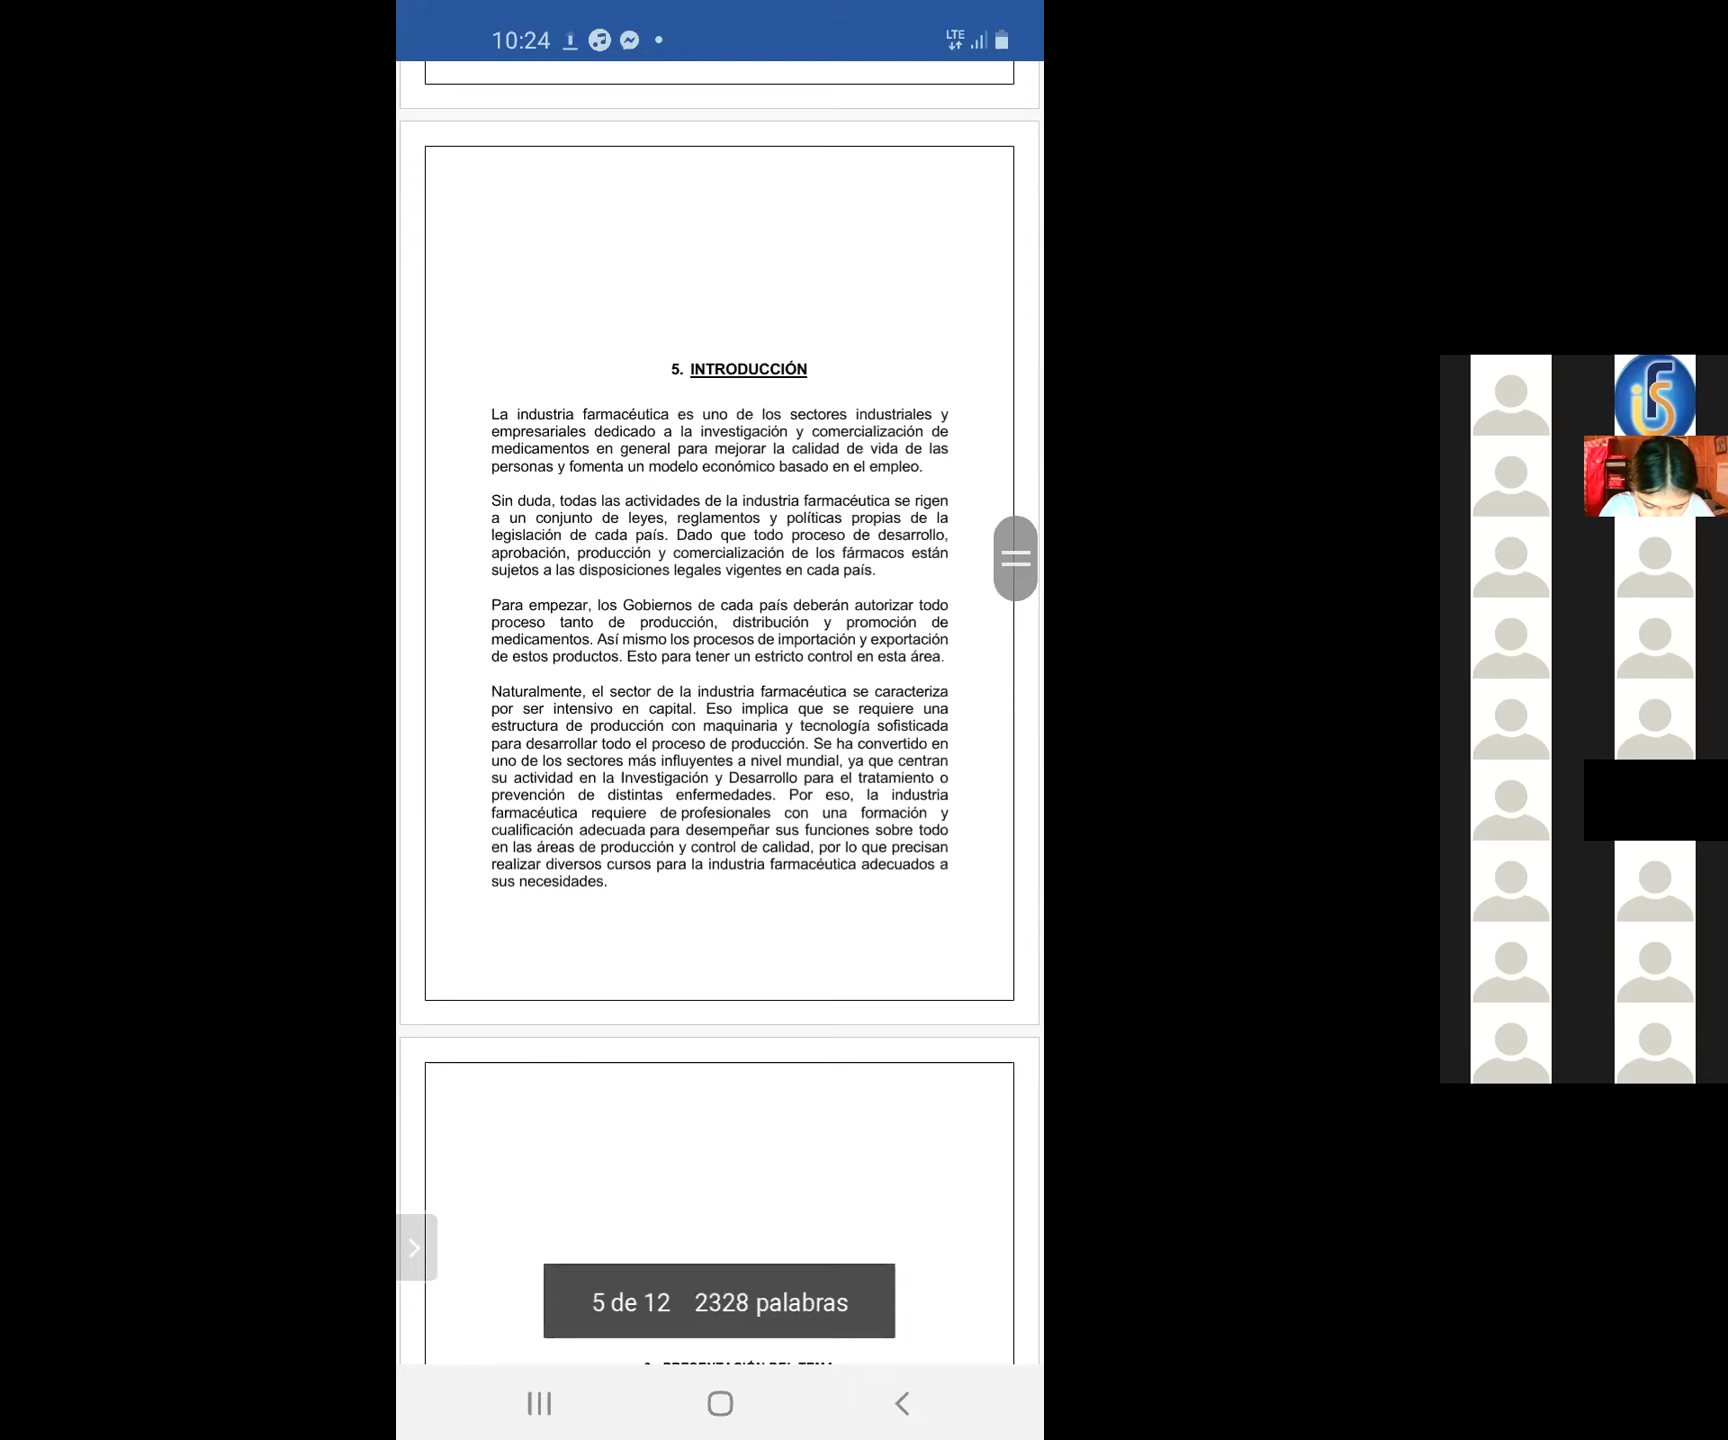 10:24
LTE
5. INTRODUCCIÓN
La industria farmacéutica es uno de los sectores industriales y
empresariales dedicado a la investigación y comercialización de
medicamentos en general para mejorar la calidad de vida de las
personas y fomenta un modelo económico basado en el empleo.
Sin duda, todas las actividades de la industria farmacéutica se rigen
a un conjunto de leyes, reglamentos y políticas propias de la
legislación de cada país. Dado que todo proceso de desarrollo,
aprobación, producción y comercialización de los fármacos están
sujetos a las disposiciones legales vigentes en cada país.
Para empezar, los Gobiernos de cada país deberán autorizar todo
proceso tanto de producción, distribución y promoción de
medicamentos. Así mismo los procesos de importación y exportación
de estos productos. Esto para tener un estricto control en esta área.
Naturalmente, el sector de la industria farmacéutica se caracteriza
por ser intensivo en capital. Eso implica que se requiere una
estructura de producción con maquinaria y tecnología sofisticada
para desarrollar todo el proceso de producción. Se ha convertido en
uno de los sectores más influyentes a nivel mundial, ya que centran
su actividad en la Investigación y Desarrollo para el tratamiento o
prevención de distintas enfermedades. Por eso, la industria
farmacéutica requiere de profesionales con una formación y
cualificación adecuada para desempeñar sus funciones sobre todo
en las áreas de producción y control de calidad, por lo que precisan
realizar diversos cursos para la industria farmacéutica adecuados a
sus necesidades.
5 de 12 2328 palabras
PRESENTACIÓN DEL TEMA